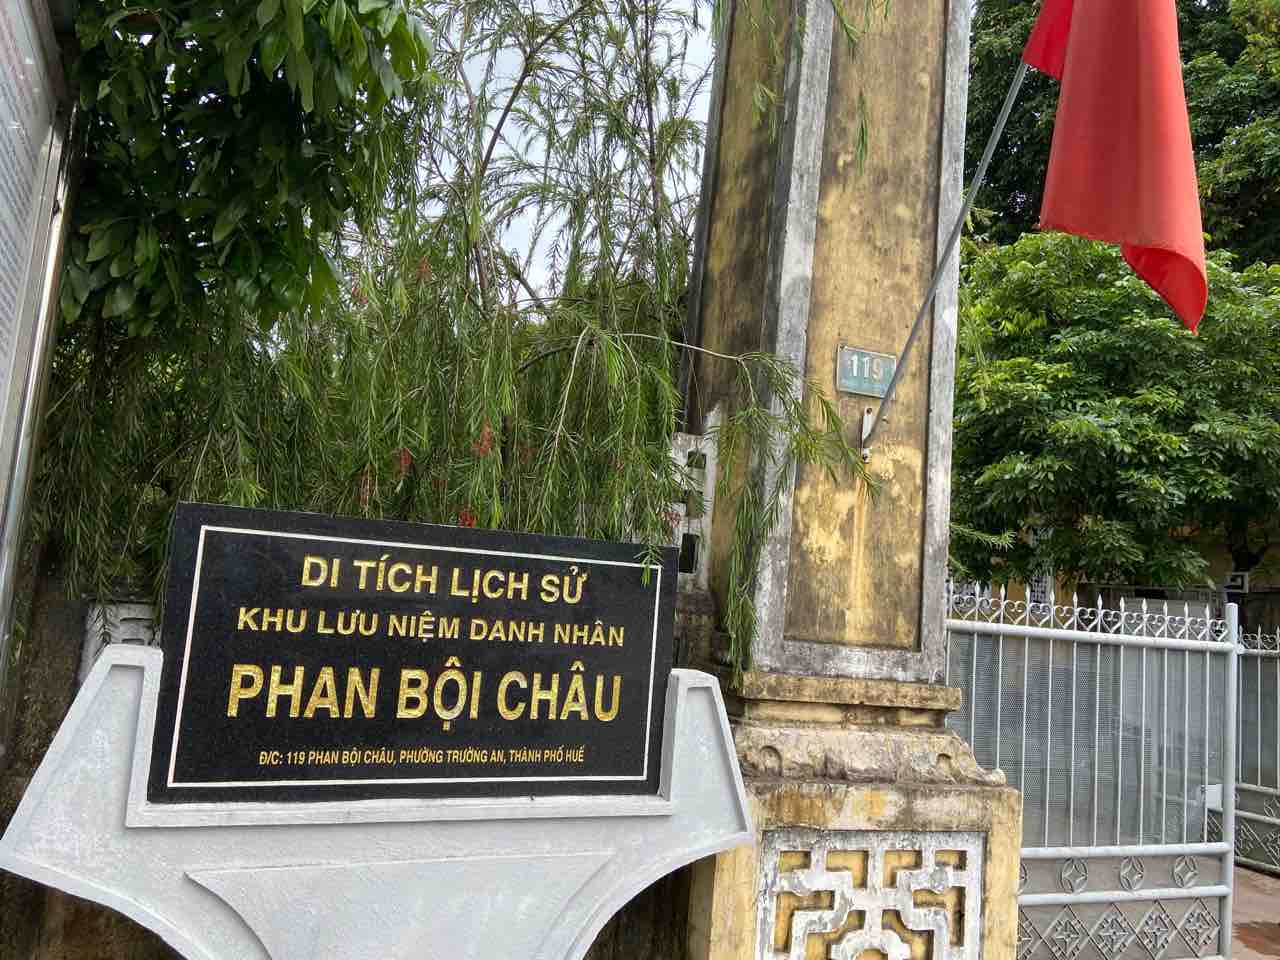 DI TÍCH LỊCH SỬ
KHU LƯU NIỆM DANH NHÂN
PHAN BỘI CHÂU
Đ/C: 119 PHAN BỘI CHÂU, PHƯỜNG TRƯỜNG AN, THÀNH PHỐ HUẾ
119